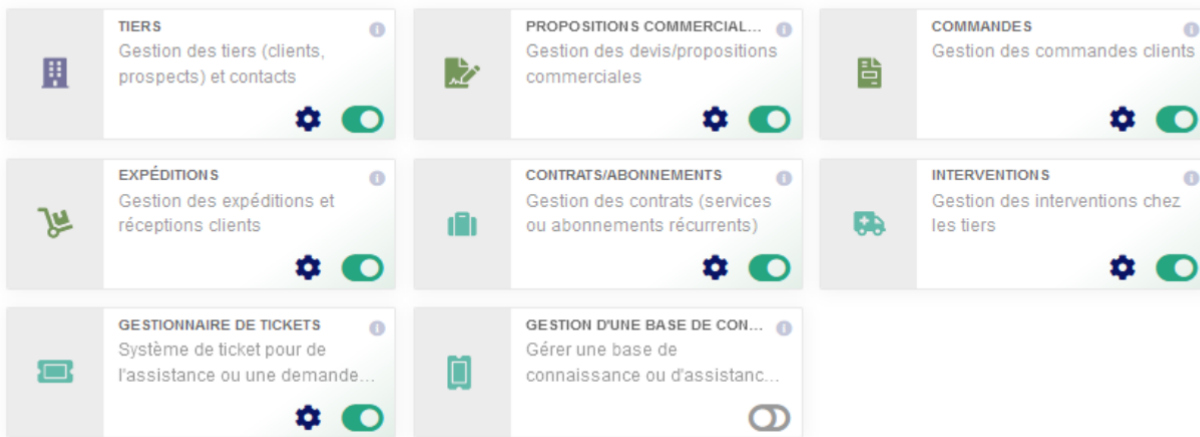 TIERS
Gestion des tiers (clients,
prospects) et contacts
PROPOSITIONS COMMERCIAL...
Gestion des devis/propositions
commerciales
COMMANDES
Gestion des commandes clients
EXPÉDITIONS
Gestion des expéditions et
réceptions clients
CONTRATS/ABONNEMENTS
Gestion des contrats (services
ou abonnements récurrents)
INTERVENTIONS
Gestion des interventions chez
les tiers
GESTIONNAIRE DE TICKETS
Système de ticket pour de
l'assistance ou une demande...
GESTION D'UNE BASE DE CON...
Gérer une base de
connaissance ou d'assistanc...